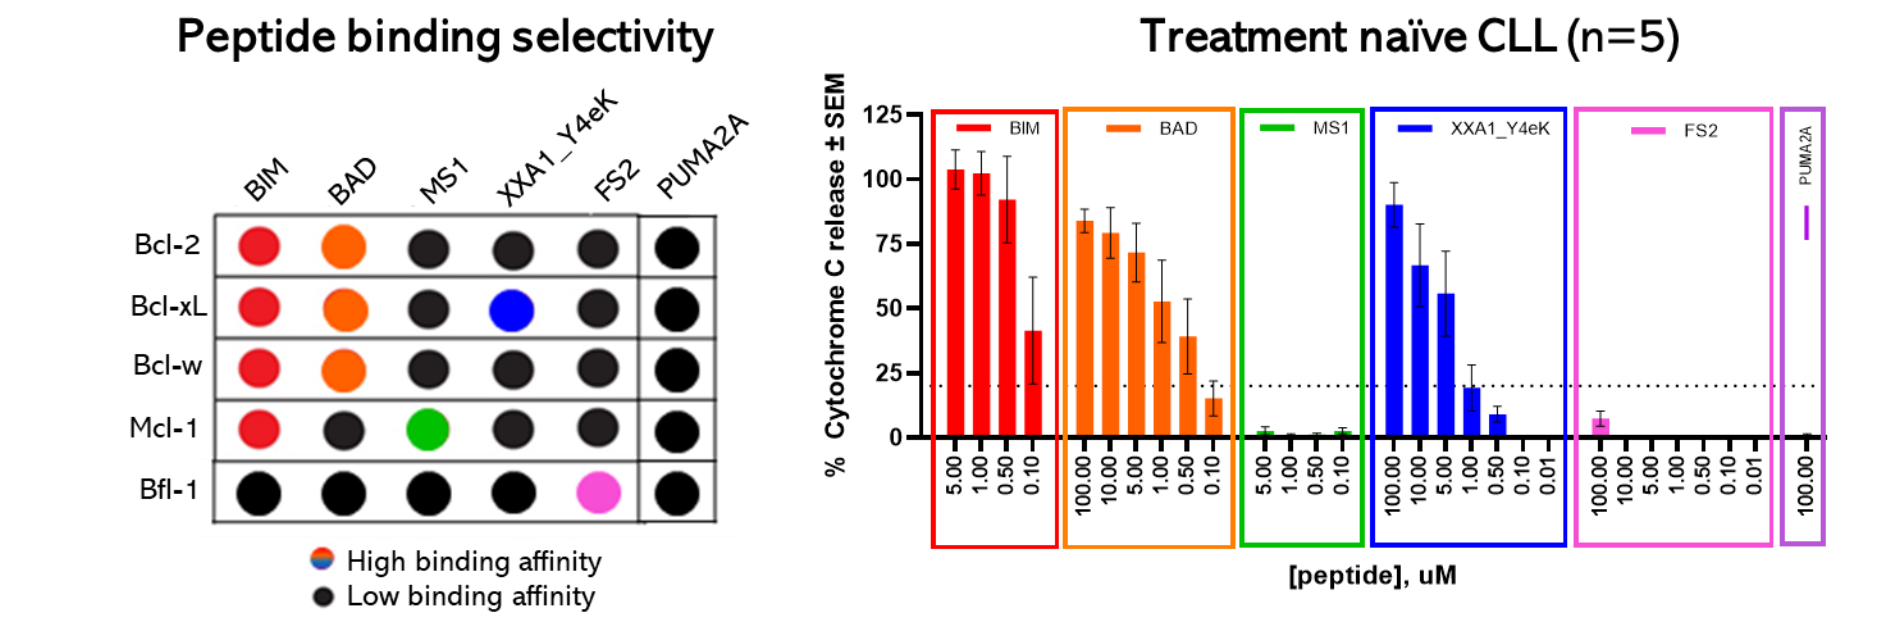 Peptide binding selectivity
BIM
BAD
MS1
XXA1_Y4eK
FS2
PUMA2A
Bcl-2
Bcl-xL
Bcl-w
Mcl-1
Bfl-1
High binding affinity
Low binding affinity
Treatment naïve CLL (n=5)
% Cytochrome C release ± SEM
125
100
75
50
25
0
BIM
BAD
MS1
XXA1_Y4eK
FS2
PUMA2A
5.00
1.00
0.50
0.10
100.00
10.00
5.00
1.00
0.50
0.10
5.00
1.00
0.50
0.10
100.00
10.00
5.00
1.00
0.50
0.10
0.01
100.00
10.00
5.00
1.00
0.50
0.10
0.01
100.00
[peptide], uM